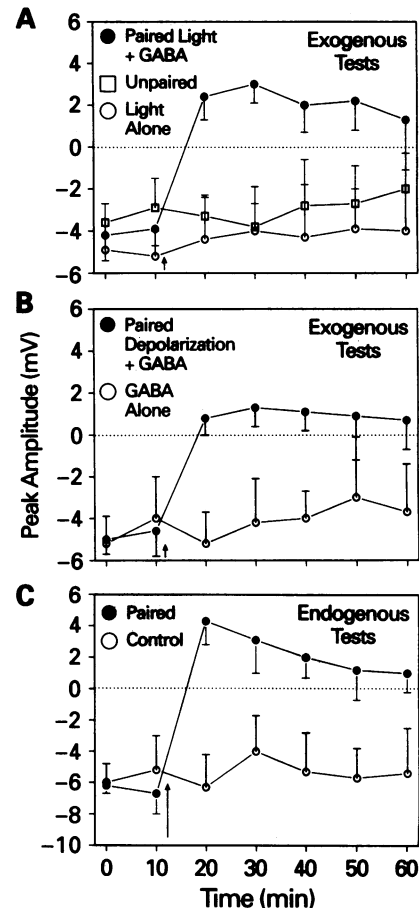 A
Paired Light
+ GABA
Unpaired
Light
Alone
Exogenous
Tests
6
4
2
0
−2
−4
−6
B
Paired
Depolarization
+ GABA
GABA
Alone
Exogenous
Tests
6
4
2
0
−2
−4
−6
Peak Amplitude (mV)
C
Paired
Control
Endogenous
Tests
6
4
2
0
−2
−4
−6
−8
−10
0 10 20 30 40 50 60
Time (min)